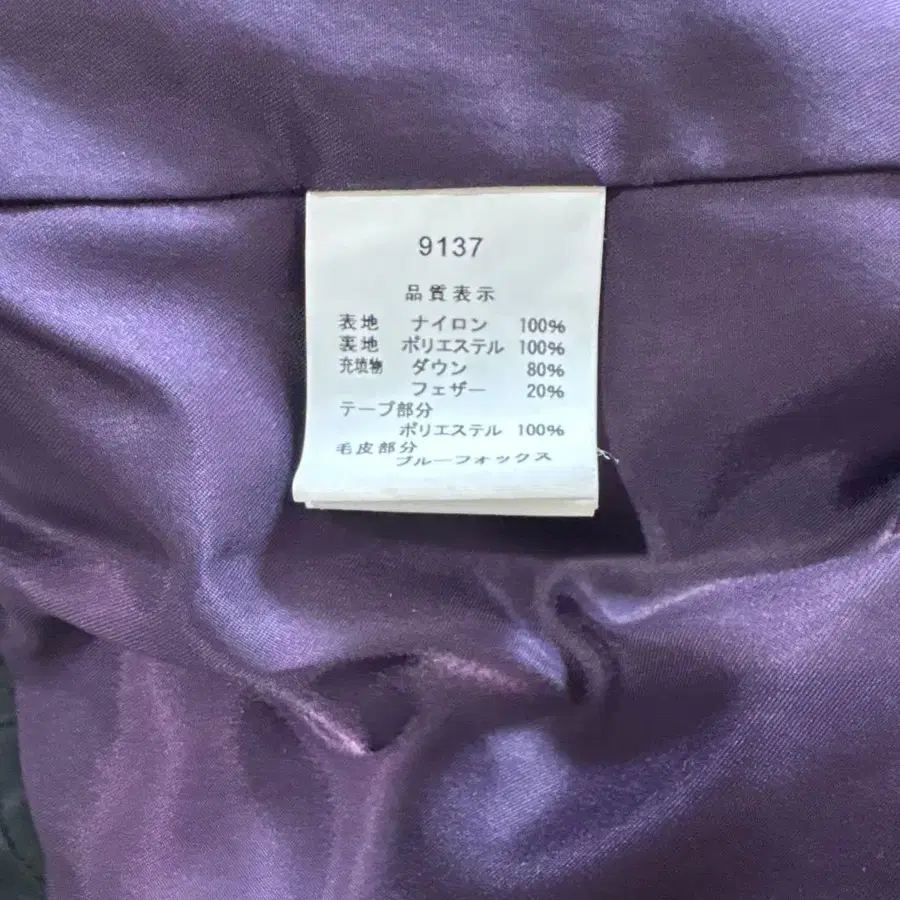 9137
品質表示
表地 ナイロン 100%
裏地 ポリエステル 100%
充填物 ダウン 80%
フェザー 20%
テープ部分
ポリエステル 100%
毛皮部分
ブルーフォックス